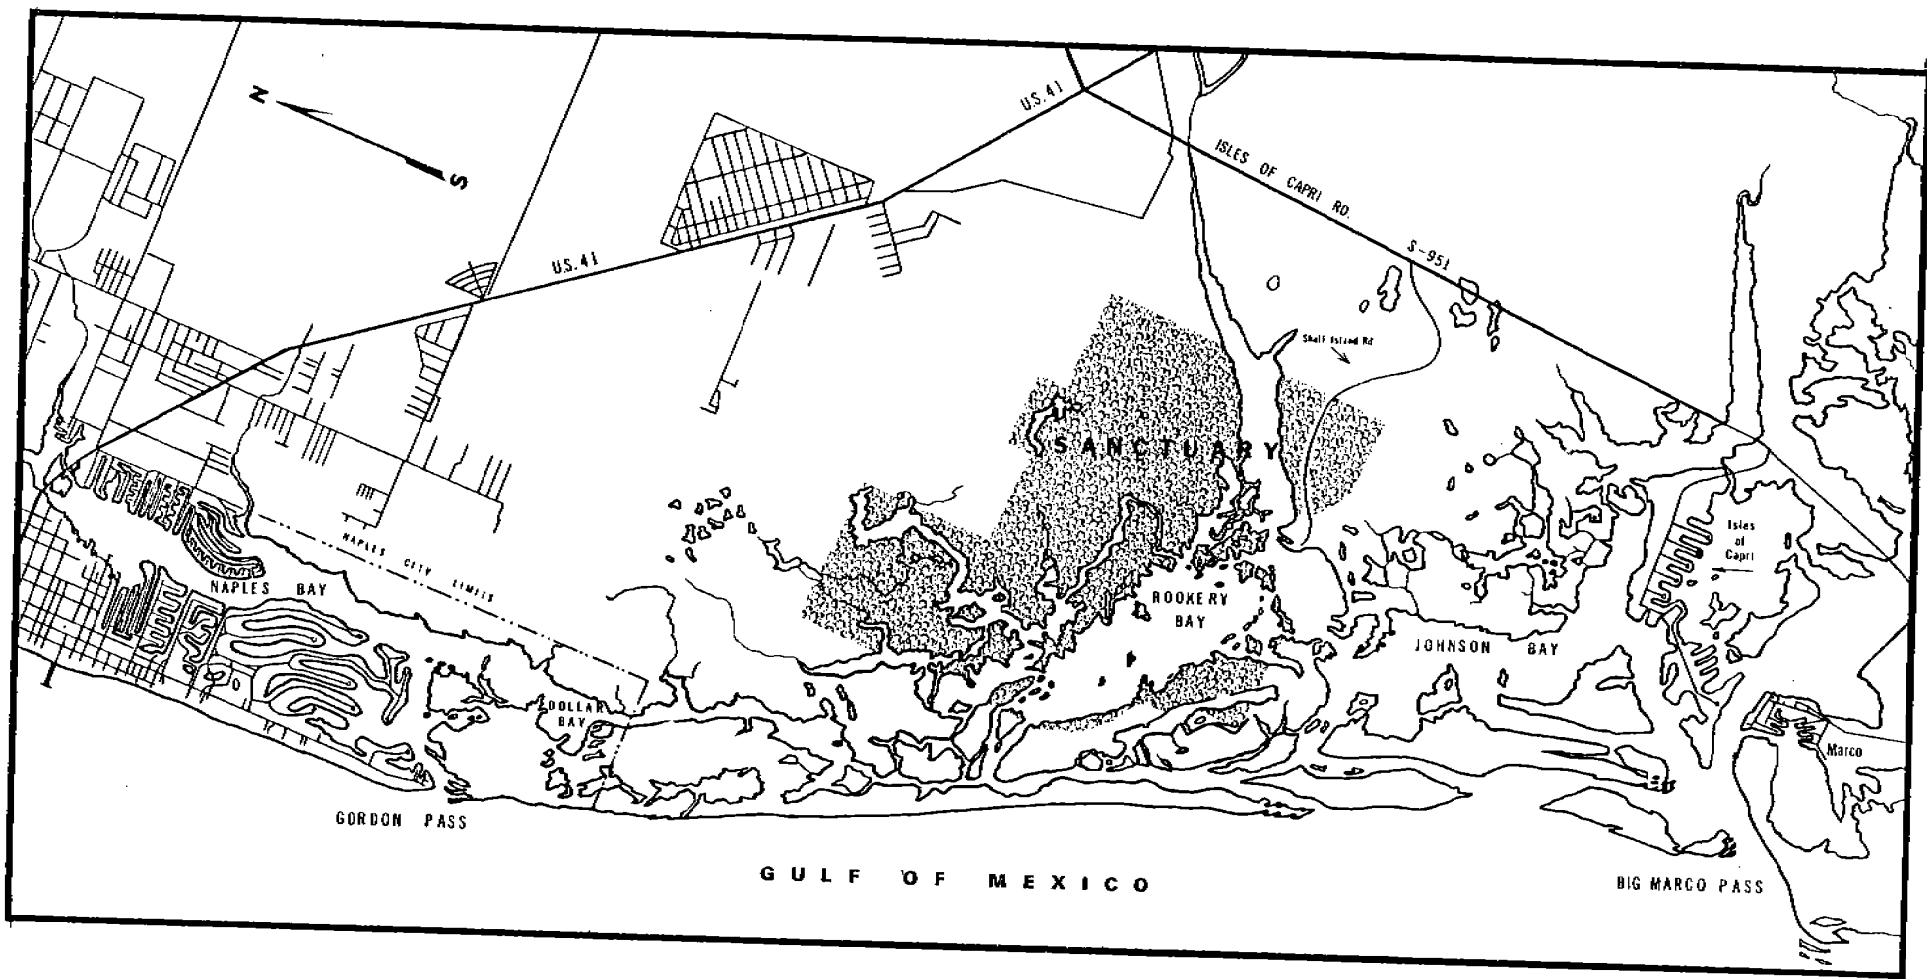 N
S
U.S. 41
ISLES OF CAPRI RD.
S-951
U.S. 41
Shell Island Rd
SANCTUARY
NAPLES CITY LIMITS
NAPLES BAY
Isles
of
Capri
ROOKERY
BAY
JOHNSON BAY
DOLLAR
BAY
Marco
GORDON PASS
GULF OF MEXICO
BIG MARCO PASS